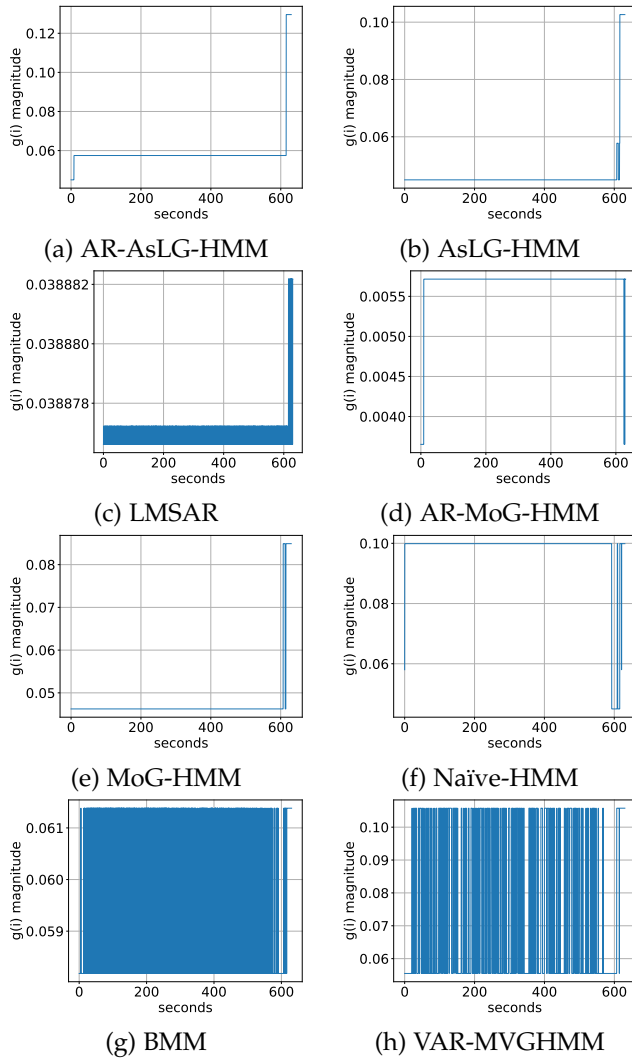 0.12
0.10
0.08
0.06
g(i) magnitude
0 200 400 600
seconds
(a) AR-AsLG-HMM
0.10
0.08
0.06
g(i) magnitude
0 200 400 600
seconds
(b) AsLG-HMM
0.038882
0.038880
0.038878
g(i) magnitude
0 200 400 600
seconds
(c) LMSAR
0.0055
0.0050
0.0045
0.0040
g(i) magnitude
0 200 400 600
seconds
(d) AR-MoG-HMM
0.08
0.07
0.06
0.05
g(i) magnitude
0 200 400 600
seconds
(e) MoG-HMM
0.10
0.08
0.06
g(i) magnitude
0 200 400 600
seconds
(f) Naïve-HMM
0.061
0.060
0.059
g(i) magnitude
0 200 400 600
seconds
(g) BMM
0.10
0.09
0.08
0.07
0.06
g(i) magnitude
0 200 400 600
seconds
(h) VAR-MVGHMM